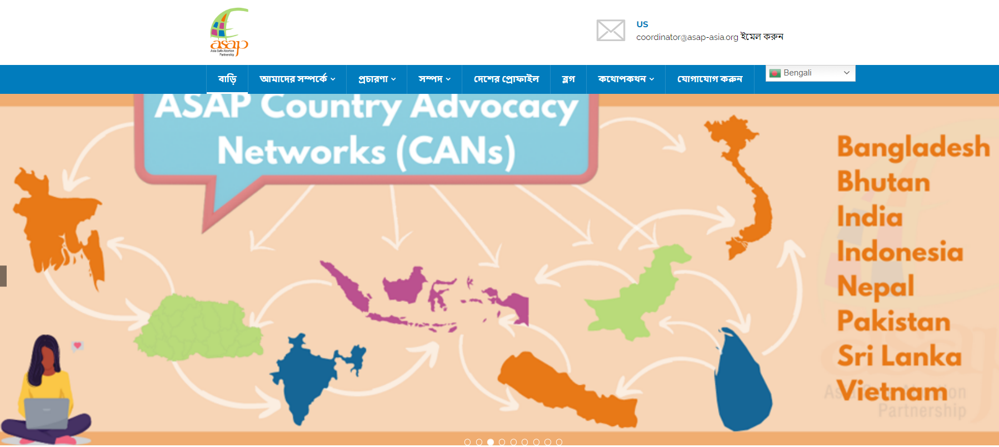 asap
Asia Safe Abortion
Partnership
US
coordinator@asap-asia.org ইমেল করুন
বাড়ি আমাদের সম্পর্কে প্রচারণা সম্পদ দেশের প্রোফাইল ব্লগ কথোপকথন যোগাযোগ করুন Bengali
ASAP Country Advocacy
Networks (CANs)
Bangladesh
Bhutan
India
Indonesia
Nepal
Pakistan
Sri Lanka
Vietnam
Partnership